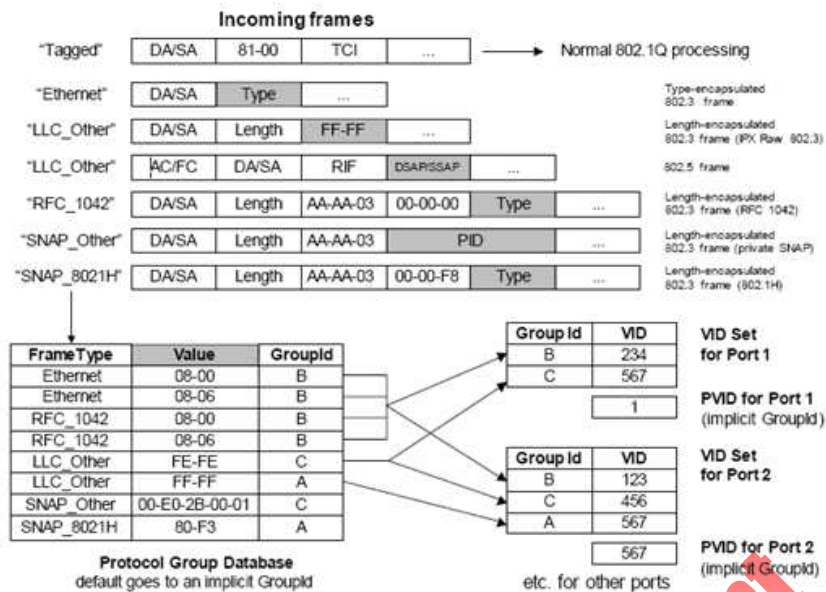 Incoming frames
"Tagged" DA/SA 81-00 TCI ... Normal 802.1Q processing
"Ethernet" DA/SA Type ... Type-encapsulated
802.3 frame
"LLC_Other" DA/SA Length FF-FF ... Length-encapsulated
802.3 frame (IPX Raw 802.3)
"LLC_Other" AC/FC DA/SA RIF DSAP/SSAP ... 802.5 frame
"RFC_1042" DA/SA Length AA-AA-03 00-00-00 Type ... Length-encapsulated
802.3 frame (RFC 1042)
"SNAP_Other" DA/SA Length AA-AA-03 PID ... Length-encapsulated
802.3 frame (private SNAP)
"SNAP_8021H" DA/SA Length AA-AA-03 00-00-F8 Type ... Length-encapsulated
802.3 frame (802.1H)
FrameType Value GroupId
Ethernet 08-00 B
Ethernet 08-06 B
RFC_1042 08-00 B
RFC_1042 08-06 B
LLC_Other FE-FE C
LLC_Other FF-FF A
SNAP_Other 00-E0-2B-00-01 C
SNAP_8021H 80-F3 A
Protocol Group Database
default goes to an implicit GroupId
Group Id VID
B 234
C 567
VID Set
for Port 1
1
PVID for Port 1
(implicit GroupId)
Group Id VID
B 123
C 456
A 567
VID Set
for Port 2
567
PVID for Port 2
(implicit GroupId)
etc. for other ports